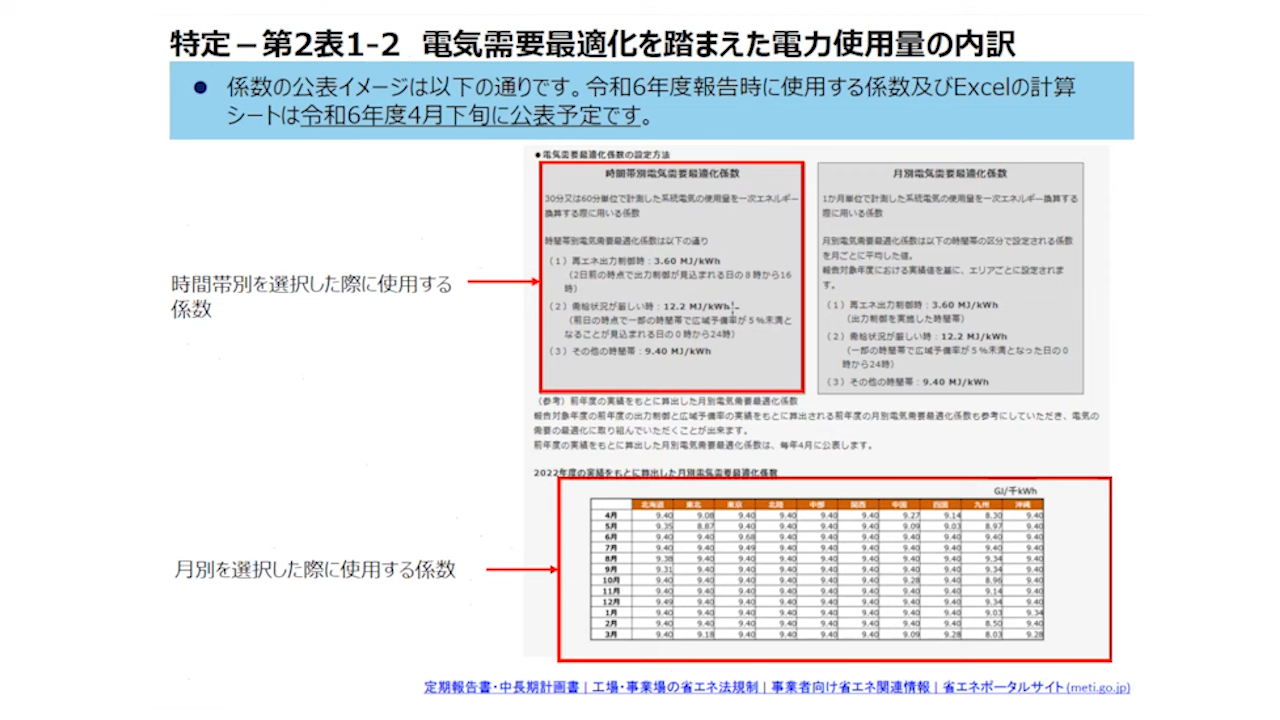 特定－第2表1-2 電気需要最適化を踏まえた電力使用量の内訳
● 係数の公表イメージは以下の通りです。令和6年度報告時に使用する係数及びExcelの計算
シートは令和6年度4月下旬に公表予定です。
◆電気需要最適化係数の設定方法
時間帯別電気需要最適化係数
30分又は60分単位で計測した系統電気の使用量を一次エネルギー
換算する際に用いる係数
時間帯別電気需要最適化係数は以下の通り
（1）再エネ出力制御時：3.60 MJ/kWh
（2日前の時点で出力制御が見込まれる日の８時から16
時）
（2）需給状況が厳しい時：12.2 MJ/kWh
（前日の時点で一部の時間帯で広域予備率が５％未満と
なることが見込まれる日の０時から24時）
（3）その他の時間帯：9.40 MJ/kWh
月別電気需要最適化係数
1か月単位で計測した系統電気の使用量を一次エネルギー換算する
際に用いる係数
月別電気需要最適化係数は以下の時間帯の区分で設定される係数
を月ごとに平均した値。
報告対象年度における実績値を基に、エリアごとに設定されま
す。
（1）再エネ出力制御時：3.60 MJ/kWh
（出力制御を実施した時間帯）
（2）需給状況が厳しい時：12.2 MJ/kWh
（一部の時間帯で広域予備率が５％未満となった日の０
時から24時）
（3）その他の時間帯：9.40 MJ/kWh
時間帯別を選択した際に使用する
係数
（参考）前年度の実績をもとに算出した月別電気需要最適化係数
報告対象年度の前年度の出力制御と広域予備率の実績をもとに算出される前年度の月別電気需要最適化係数も参考にしていただき、電気の
需要の最適化に取り組んでいただくことが出来ます。
前年度の実績をもとに算出した月別電気需要最適化係数は、毎年4月に公表します。
2022年度の実績をもとに算出した月別電気需要最適化係数
月別を選択した際に使用する係数
GJ/千kWh
北海道 東北 東京 北陸 中部 関西 中国 四国 九州 沖縄
4月 9.40 9.08 9.40 9.40 9.40 9.40 9.27 9.14 8.30 9.40
5月 9.35 8.87 9.40 9.40 9.40 9.40 9.09 9.03 8.97 9.40
6月 9.40 9.40 9.68 9.40 9.40 9.40 9.40 9.40 9.40 9.40
7月 9.40 9.40 9.49 9.40 9.40 9.40 9.40 9.40 9.40 9.40
8月 9.38 9.40 9.40 9.40 9.40 9.40 9.40 9.40 9.34 9.40
9月 9.31 9.40 9.40 9.40 9.40 9.40 9.40 9.40 9.34 9.40
10月 9.40 9.40 9.40 9.40 9.40 9.40 9.28 9.40 8.96 9.40
11月 9.40 9.40 9.40 9.40 9.40 9.40 9.40 9.40 9.14 9.40
12月 9.49 9.40 9.40 9.40 9.40 9.40 9.40 9.40 9.34 9.40
1月 9.40 9.40 9.40 9.40 9.40 9.40 9.40 9.40 9.03 9.34
2月 9.40 9.40 9.40 9.40 9.40 9.40 9.40 9.40 8.50 9.40
3月 9.40 9.18 9.40 9.40 9.40 9.40 9.09 9.28 8.03 9.28
定期報告書・中長期計画書 | 工場・事業場の省エネ法規制 | 事業者向け省エネ関連情報 | 省エネポータルサイト (meti.go.jp)